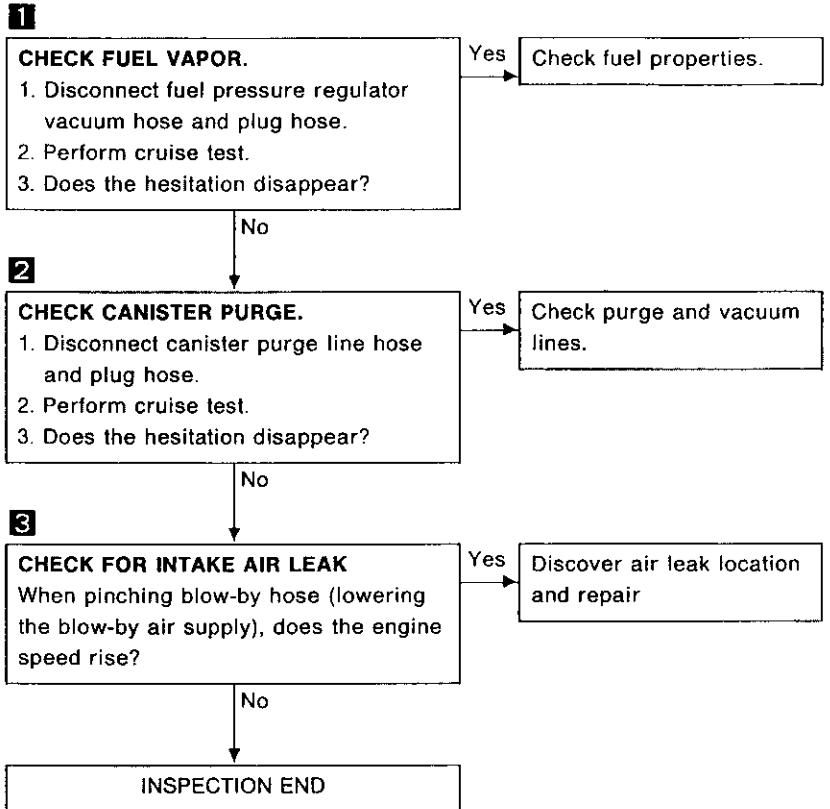 1
CHECK FUEL VAPOR.
1. Disconnect fuel pressure regulator
vacuum hose and plug hose.
2. Perform cruise test.
3. Does the hesitation disappear?
Yes
Check fuel properties.
No
2
CHECK CANISTER PURGE.
1. Disconnect canister purge line hose
and plug hose.
2. Perform cruise test.
3. Does the hesitation disappear?
Yes
Check purge and vacuum
lines.
No
3
CHECK FOR INTAKE AIR LEAK
When pinching blow-by hose (lowering
the blow-by air supply), does the engine
speed rise?
Yes
Discover air leak location
and repair
No
INSPECTION END